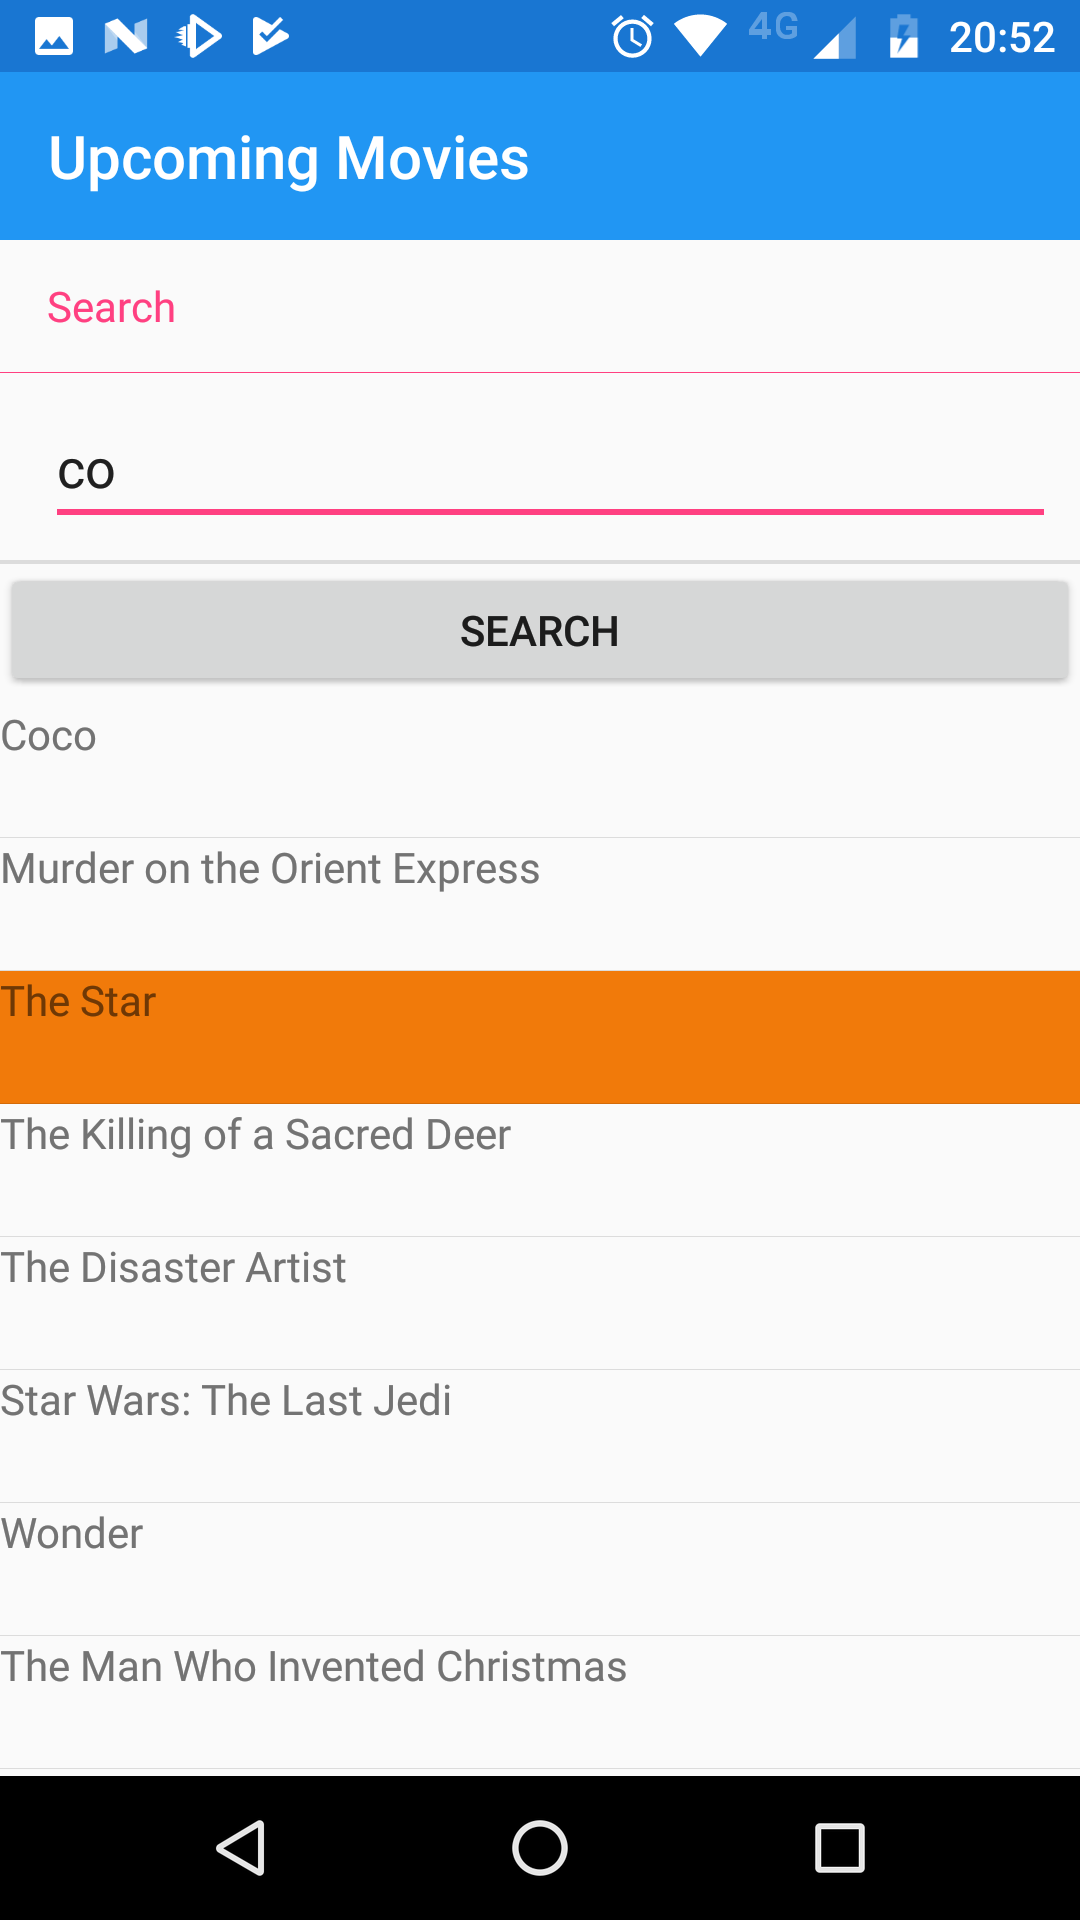 4G 20:52
Upcoming Movies
Search
co
SEARCH
Coco
Murder on the Orient Express
The Star
The Killing of a Sacred Deer
The Disaster Artist
Star Wars: The Last Jedi
Wonder
The Man Who Invented Christmas